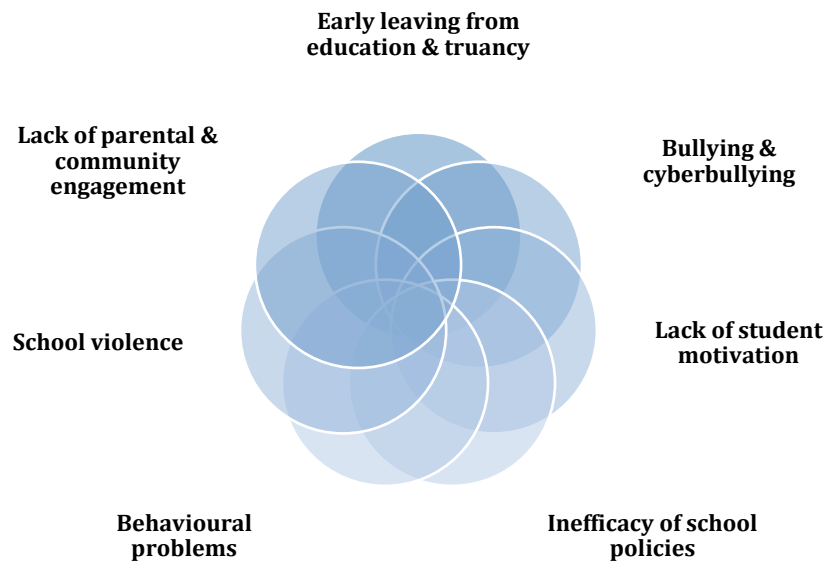 Early leaving from
education & truancy
Lack of parental &
community
engagement
Bullying &
cyberbullying
School violence
Lack of student
motivation
Behavioural
problems
Inefficacy of school
policies